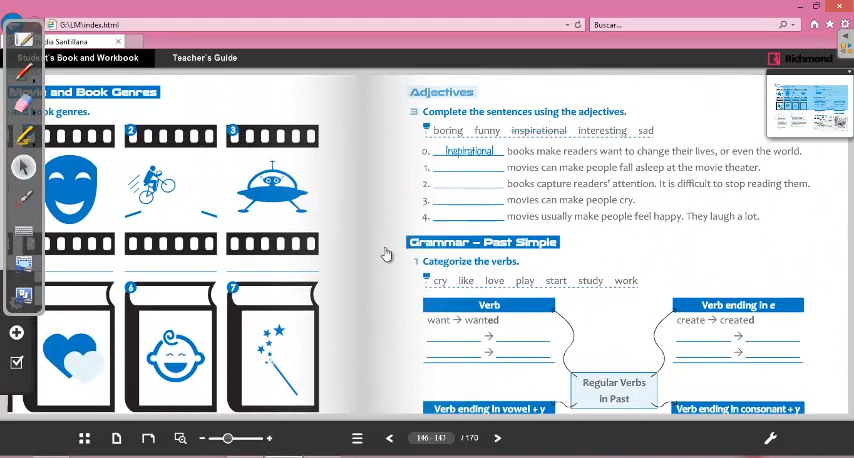 G:\LM\index.html
Buscar...
media Santillana
Student's Book and Workbook
Teacher's Guide
Richmond
Movie and Book Genres
and book genres.
2
3
6
7
Adjectives
3 Complete the sentences using the adjectives.
boring funny inspirational interesting sad
0. Inspirational books make readers want to change their lives, or even the world.
1. movies can make people fall asleep at the movie theater.
2. books capture readers' attention. It is difficult to stop reading them.
3. movies can make people cry.
4. movies usually make people feel happy. They laugh a lot.
Grammar – Past Simple
1 Categorize the verbs.
cry like love play start study work
Verb
want → wanted
→
→
Verb ending in e
create → created
→
→
Regular Verbs
in Past
Verb ending in vowel + y
Verb ending in consonant + y
146-147 / 170